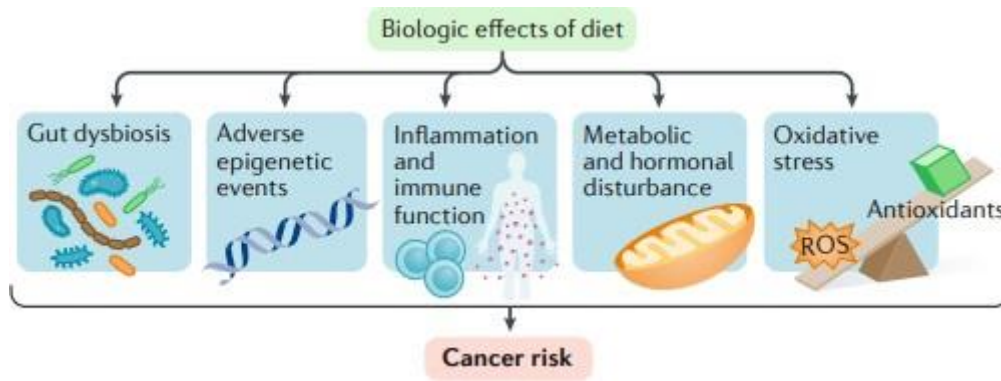 Biologic effects of diet
Gut dysbiosis
Adverse
epigenetic
events
Inflammation
and
immune
function
Metabolic
and hormonal
disturbance
Oxidative
stress
Antioxidants
ROS
Cancer risk